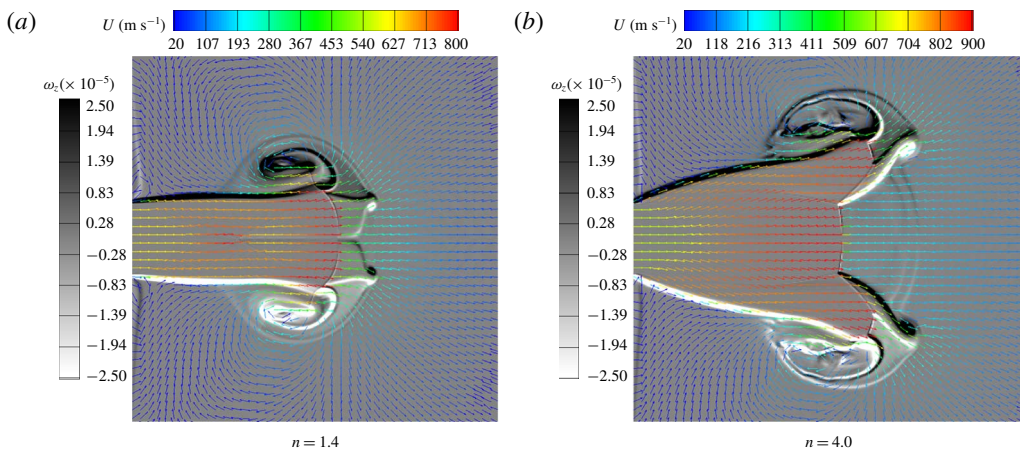 (a)
U (m s⁻¹)
20 107 193 280 367 453 540 627 713 800
ω_z (× 10⁻⁵)
2.50
1.94
1.39
0.83
0.28
−0.28
−0.83
−1.39
−1.94
−2.50
n = 1.4
(b)
U (m s⁻¹)
20 118 216 313 411 509 607 704 802 900
ω_z (× 10⁻⁵)
2.50
1.94
1.39
0.83
0.28
−0.28
−0.83
−1.39
−1.94
−2.50
n = 4.0